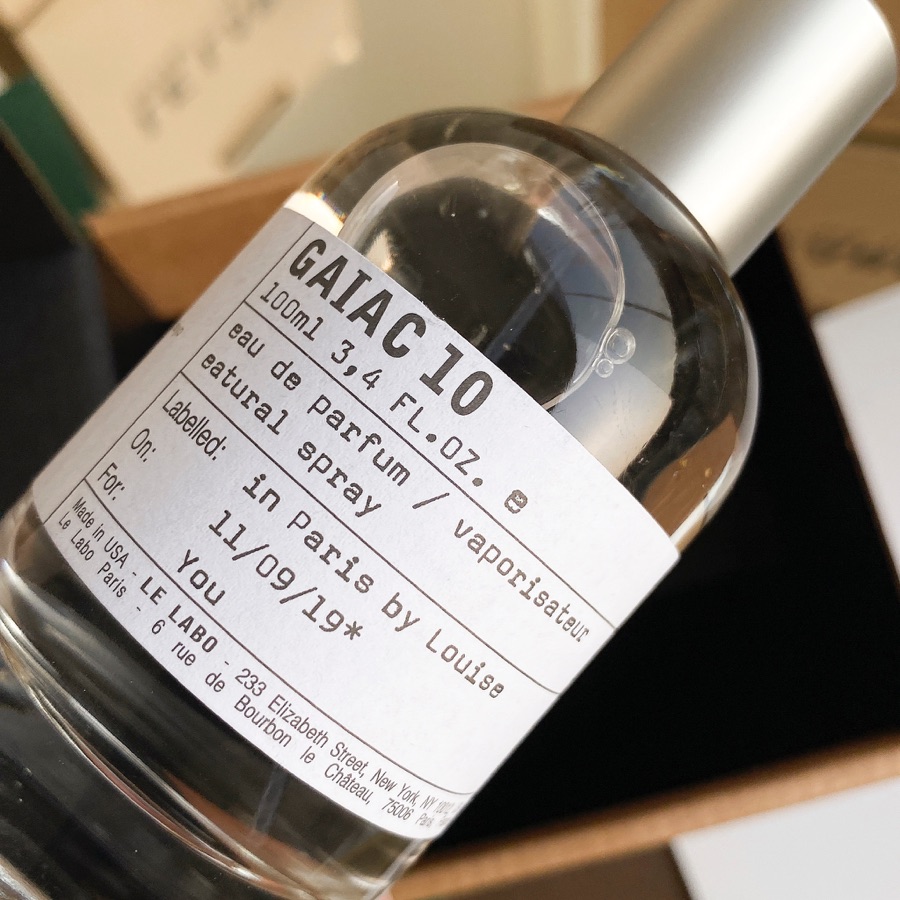 GAIAC 10
100ml 3,4 FL.OZ. e
eau de parfum / vaporisateur
eatural spray
Labelled: in Paris by Louise
On: 11/09/19*
For: You
Made in USA - LE LABO - 233 Elizabeth Street, New York, NY
Le Labo Paris - 6 rue de Bourbon le Château, 75006